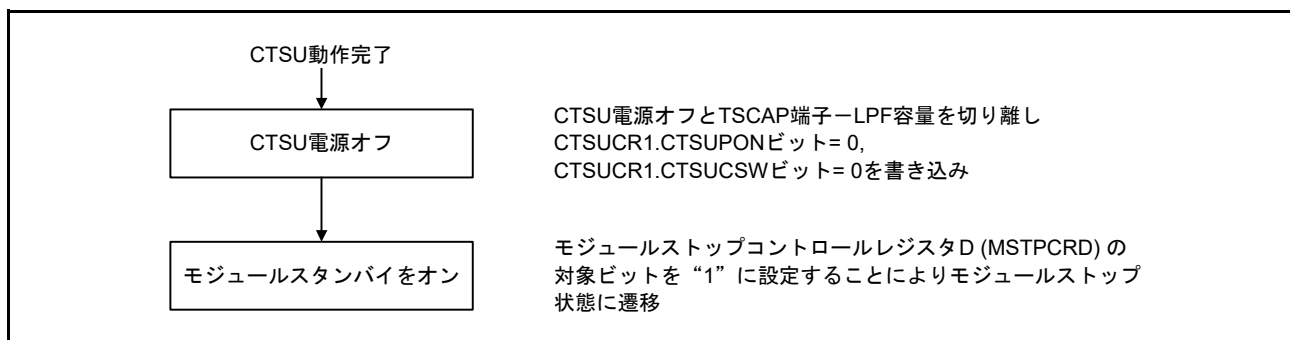 CTSU動作完了
CTSU電源オフ
CTSU電源オフとTSCAP端子－LPF容量を切り離し
CTSUCR1.CTSUPONビット= 0,
CTSUCR1.CTSUCSWビット= 0を書き込み
モジュールスタンバイをオン
モジュールストップコントロールレジスタD (MSTPCRD) の
対象ビットを“1”に設定することによりモジュールストップ
状態に遷移